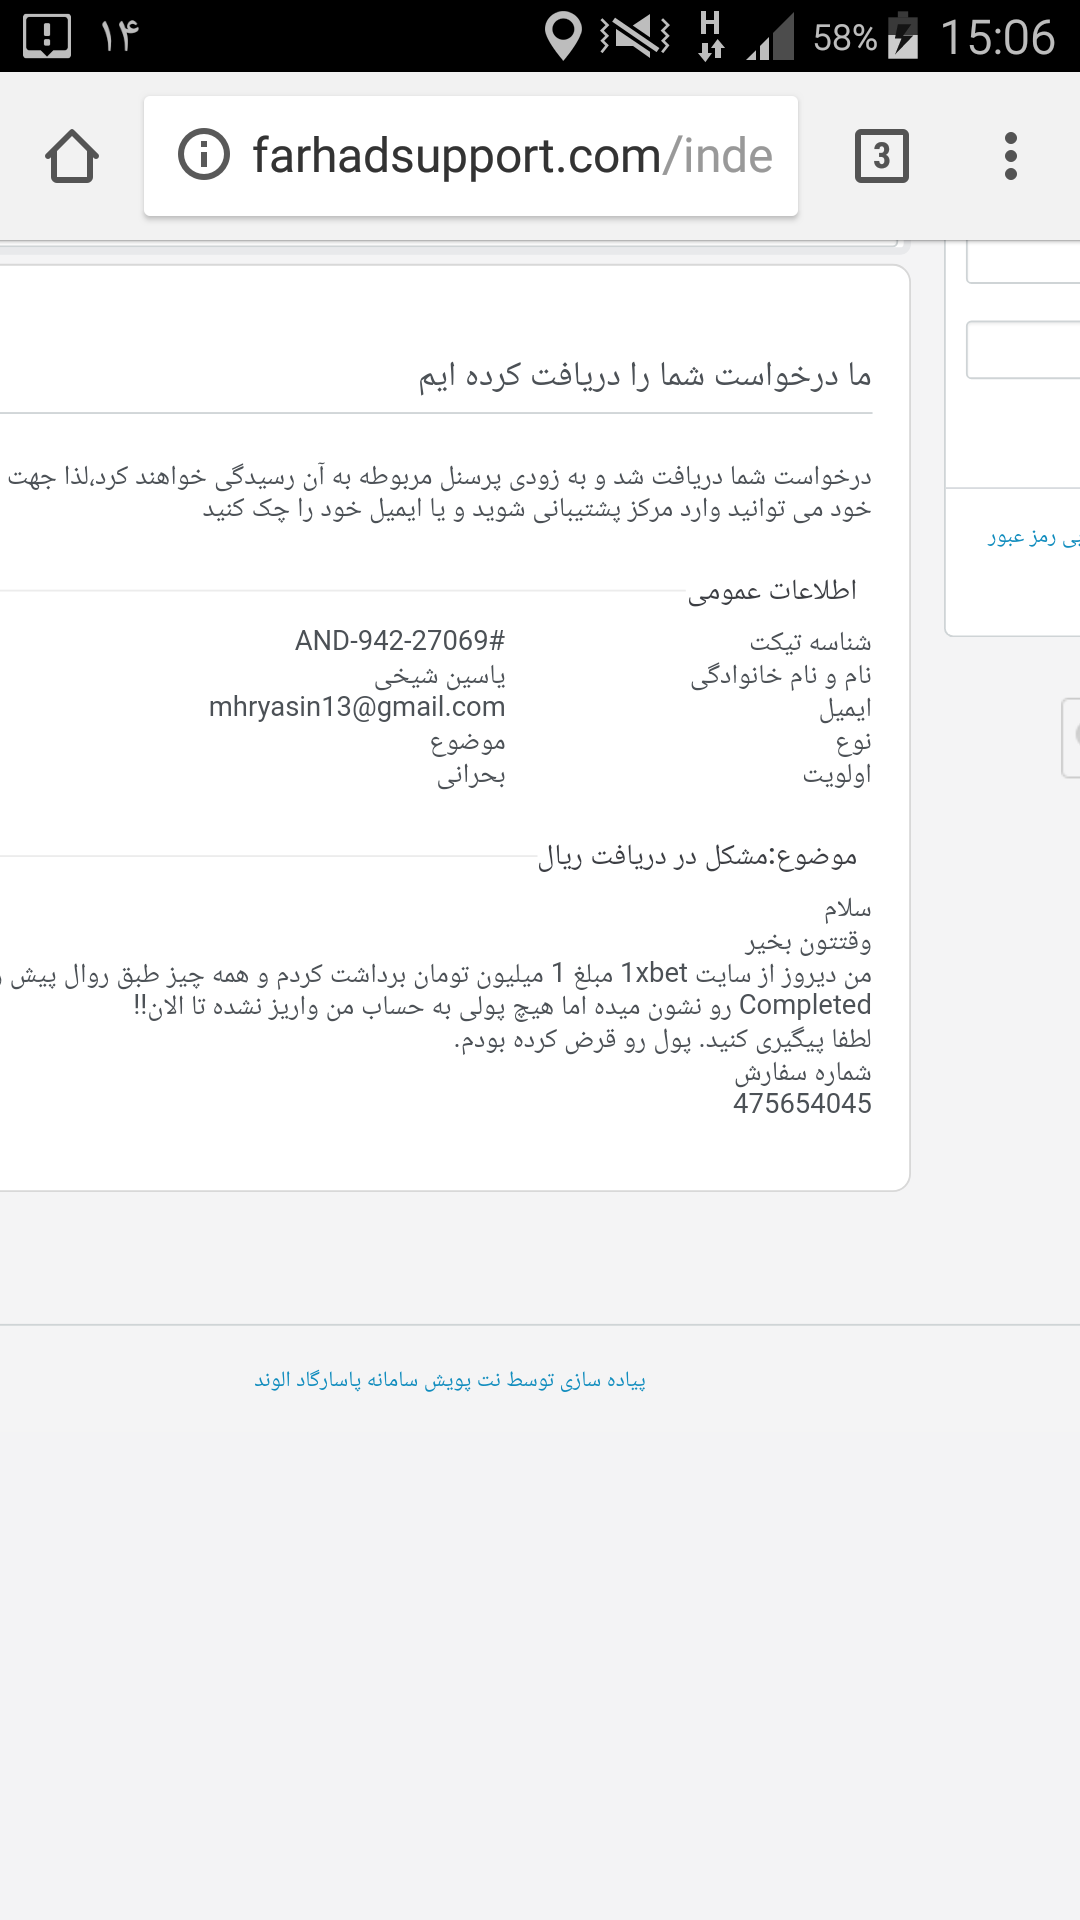 ۱۴
H
58%
15:06
farhadsupport.com/inde
3
ما درخواست شما را دریافت کرده ایم
درخواست شما دریافت شد و به زودی پرسنل مربوطه به آن رسیدگی خواهند کرد،لذا جهت
خود می توانید وارد مرکز پشتیبانی شوید و یا ایمیل خود را چک کنید
رمز عبور
اطلاعات عمومی
شناسه تیکت AND-942-27069#
نام و نام خانوادگی یاسین شیخی
ایمیل mhryasin13@gmail.com
نوع موضوع
اولویت بحرانی
موضوع:مشکل در دریافت ریال
سلام
وقتتون بخیر
من دیروز از سایت 1xbet مبلغ 1 میلیون تومان برداشت کردم و همه چیز طبق روال پیش
Completed رو نشون میده اما هیچ پولی به حساب من واریز نشده تا الان!!
لطفا پیگیری کنید. پول رو قرض کرده بودم.
شماره سفارش
475654045
پیاده سازی توسط نت پویش سامانه پاسارگاد الوند